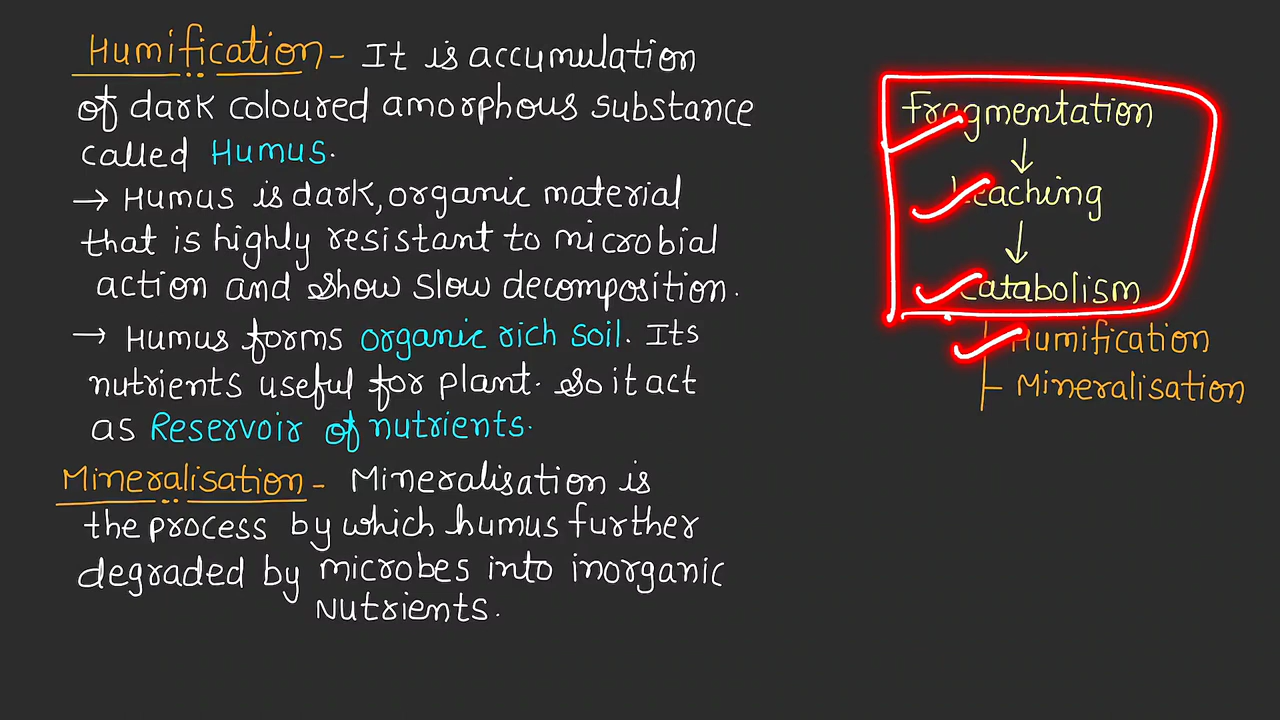 Humification - It is accumulation
of dark coloured amorphous substance
called Humus.
→ Humus is dark, organic material
that is highly resistant to microbial
action and show slow decomposition.
→ Humus forms organic rich soil. Its
nutrients useful for plant. So it act
as Reservoir of nutrients.
Mineralisation - Mineralisation is
the process by which humus further
degraded by microbes into inorganic
Nutrients.
Fragmentation
↓
Leaching
↓
Catabolism
Humification
Mineralisation